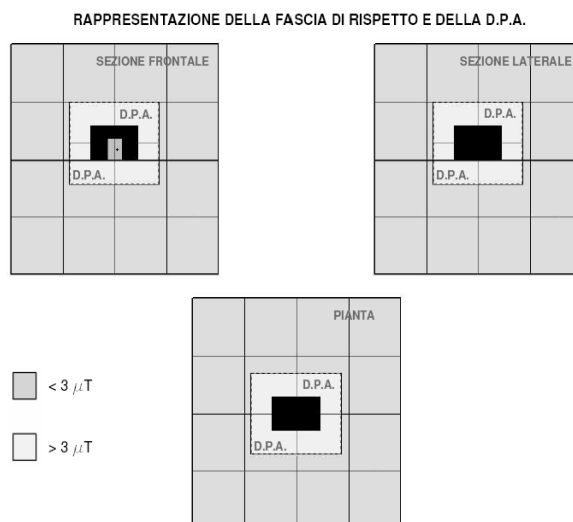 RAPPRESENTAZIONE DELLA FASCIA DI RISPETTO E DELLA D.P.A.
SEZIONE FRONTALE
D.P.A.
D.P.A.
SEZIONE LATERALE
D.P.A.
D.P.A.
PIANTA
D.P.A.
D.P.A.
< 3 μT
> 3 μT